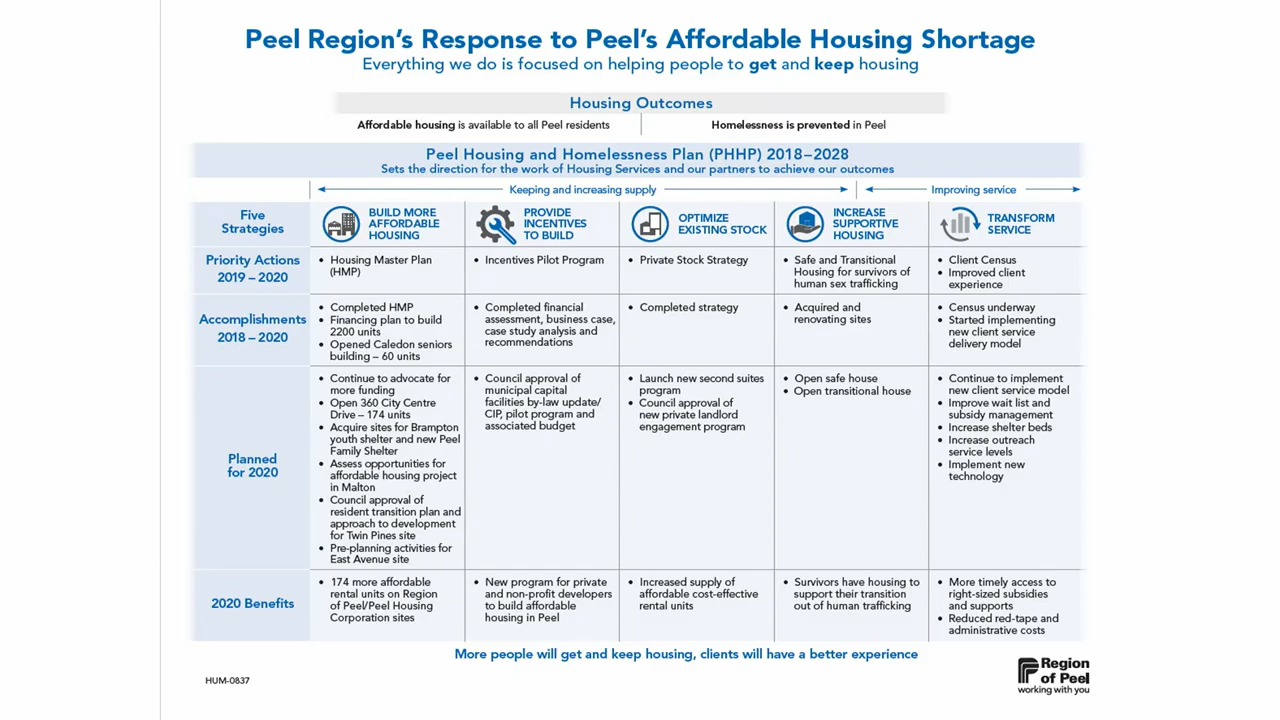 Peel Region's Response to Peel's Affordable Housing Shortage
Everything we do is focused on helping people to get and keep housing
Housing Outcomes
Affordable housing is available to all Peel residents
Homelessness is prevented in Peel
Peel Housing and Homelessness Plan (PHHP) 2018–2028
Sets the direction for the work of Housing Services and our partners to achieve our outcomes
Keeping and increasing supply
Improving service
Five
Strategies
BUILD MORE
AFFORDABLE
HOUSING
PROVIDE
INCENTIVES
TO BUILD
OPTIMIZE
EXISTING STOCK
INCREASE
SUPPORTIVE
HOUSING
TRANSFORM
SERVICE
Priority Actions
2019 – 2020
• Housing Master Plan
(HMP)
• Incentives Pilot Program
• Private Stock Strategy
• Safe and Transitional
Housing for survivors of
human sex trafficking
• Client Census
• Improved client
experience
Accomplishments
2018 – 2020
• Completed HMP
• Financing plan to build
2200 units
• Opened Caledon seniors
building – 60 units
• Completed financial
assessment, business case,
case study analysis and
recommendations
• Completed strategy
• Acquired and
renovating sites
• Census underway
• Started implementing
new client service
delivery model
Planned
for 2020
• Continue to advocate for
more funding
• Open 360 City Centre
Drive – 174 units
• Acquire sites for Brampton
youth shelter and new Peel
Family Shelter
• Assess opportunities for
affordable housing project
in Malton
• Council approval of
resident transition plan and
approach to development
for Twin Pines site
• Pre-planning activities for
East Avenue site
• Council approval of
municipal capital
facilities by-law update/
CIP, pilot program and
associated budget
• Launch new second suites
program
• Council approval of
new private landlord
engagement program
• Open safe house
• Open transitional house
• Continue to implement
new client service model
• Improve wait list and
subsidy management
• Increase shelter beds
• Increase outreach
service levels
• Implement new
technology
2020 Benefits
• 174 more affordable
rental units on Region
of Peel/Peel Housing
Corporation sites
• New program for private
and non-profit developers
to build affordable
housing in Peel
• Increased supply of
affordable cost-effective
rental units
• Survivors have housing to
support their transition
out of human trafficking
• More timely access to
right-sized subsidies
and supports
• Reduced red-tape and
administrative costs
More people will get and keep housing, clients will have a better experience
HUM-0837
Region
of Peel
working with you